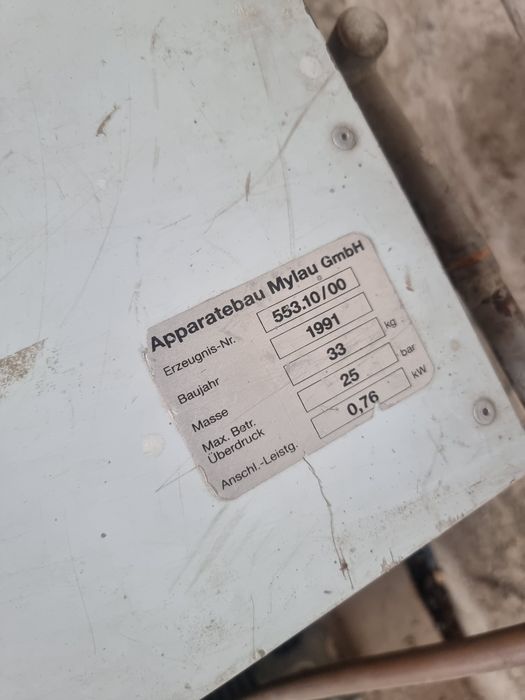 Apparatebau Mylau GmbH
Erzeugnis-Nr. 553.10/00
Baujahr 1991
Masse 33 kg
Max. Betr.
Überdruck 25 bar
Anschl.-Leistg. 0,76 kW